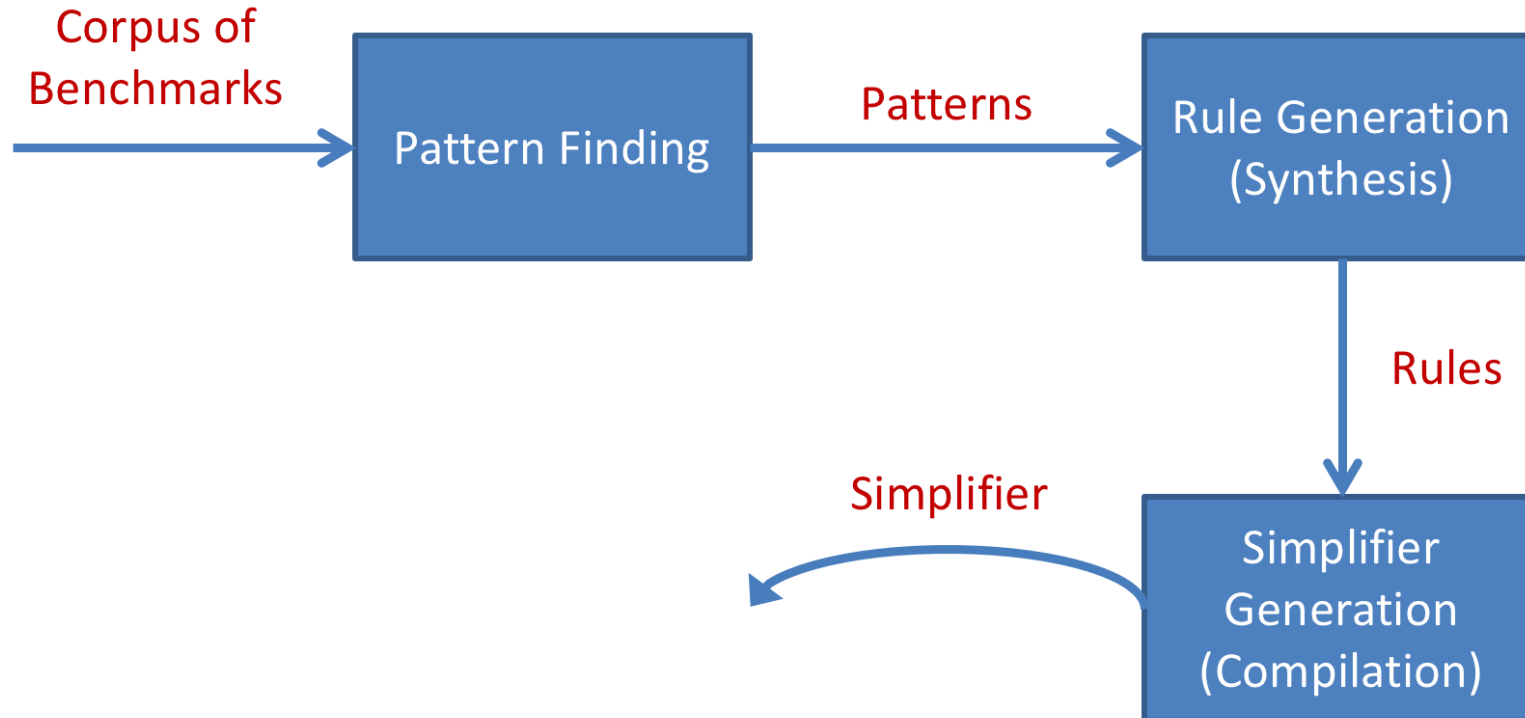 Corpus of
Benchmarks
Pattern Finding
Patterns
Rule Generation
(Synthesis)
Rules
Simplifier
Simplifier
Generation
(Compilation)